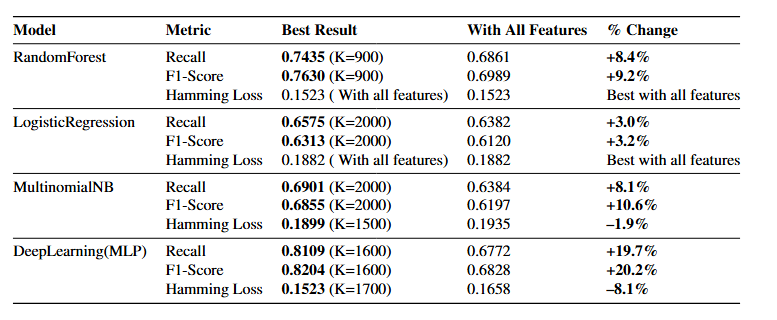 Model Metric Best Result With All Features % Change
RandomForest Recall 0.7435 (K=900) 0.6861 +8.4%
F1-Score 0.7630 (K=900) 0.6989 +9.2%
Hamming Loss 0.1523 ( With all features) 0.1523 Best with all features
LogisticRegression Recall 0.6575 (K=2000) 0.6382 +3.0%
F1-Score 0.6313 (K=2000) 0.6120 +3.2%
Hamming Loss 0.1882 ( With all features) 0.1882 Best with all features
MultinomialNB Recall 0.6901 (K=2000) 0.6384 +8.1%
F1-Score 0.6855 (K=2000) 0.6197 +10.6%
Hamming Loss 0.1899 (K=1500) 0.1935 –1.9%
DeepLearning(MLP) Recall 0.8109 (K=1600) 0.6772 +19.7%
F1-Score 0.8204 (K=1600) 0.6828 +20.2%
Hamming Loss 0.1523 (K=1700) 0.1658 –8.1%